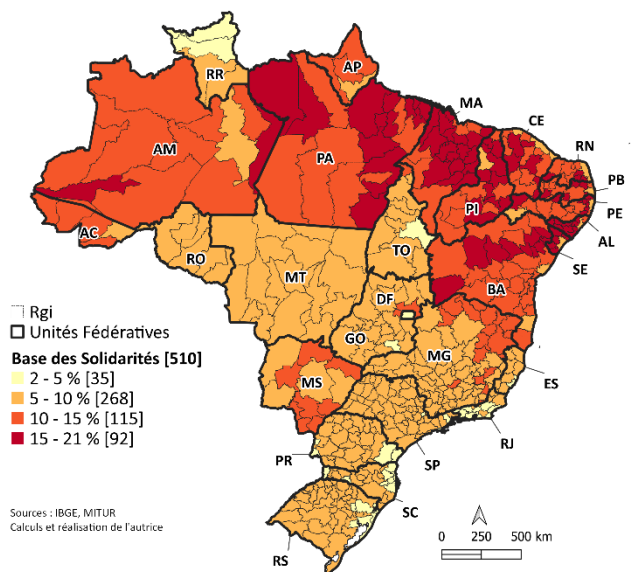 RR
AP
MA
CE
RN
AM
PA
PB
PE
PI
AL
AC
TO
SE
RO
MT
BA
DF
Rgi
Unités Fédératives
GO
MG
Base des Solidarités [510]
ES
2 - 5 % [35]
MS
5 - 10 % [268]
10 - 15 % [115]
RJ
15 - 21 % [92]
PR
SP
SC
Sources : IBGE, MITUR
Calculs et réalisation de l'autrice
RS
0 250 500 km